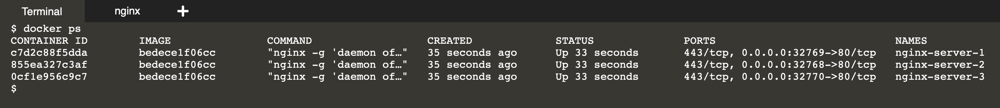 Terminal nginx +
$ docker ps
CONTAINER ID IMAGE COMMAND CREATED STATUS PORTS NAMES
c7d2c88f5dda bedece1f06cc "nginx -g 'daemon of…" 35 seconds ago Up 33 seconds 443/tcp, 0.0.0.0:32769->80/tcp nginx-server-1
855ea327c3af bedece1f06cc "nginx -g 'daemon of…" 35 seconds ago Up 33 seconds 443/tcp, 0.0.0.0:32768->80/tcp nginx-server-2
0cf1e956c9c7 bedece1f06cc "nginx -g 'daemon of…" 35 seconds ago Up 33 seconds 443/tcp, 0.0.0.0:32770->80/tcp nginx-server-3
$